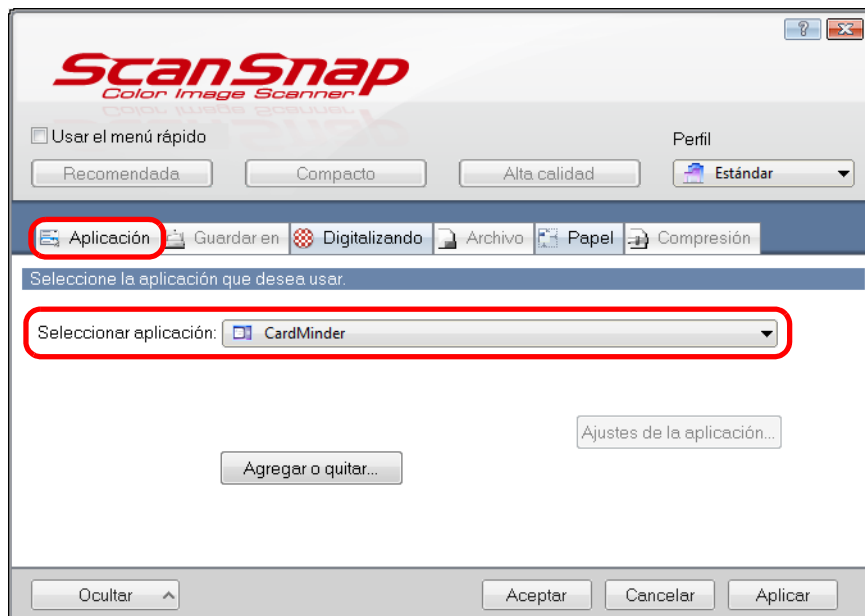 ScanSnap
Color Image Scanner
Usar el menú rápido
Perfil
Recomendada Compacto Alta calidad Estándar
Aplicación Guardar en Digitalizando Archivo Papel Compresión
Seleccione la aplicación que desea usar.
Seleccionar aplicación: CardMinder
Ajustes de la aplicación...
Agregar o quitar...
Ocultar Aceptar Cancelar Aplicar